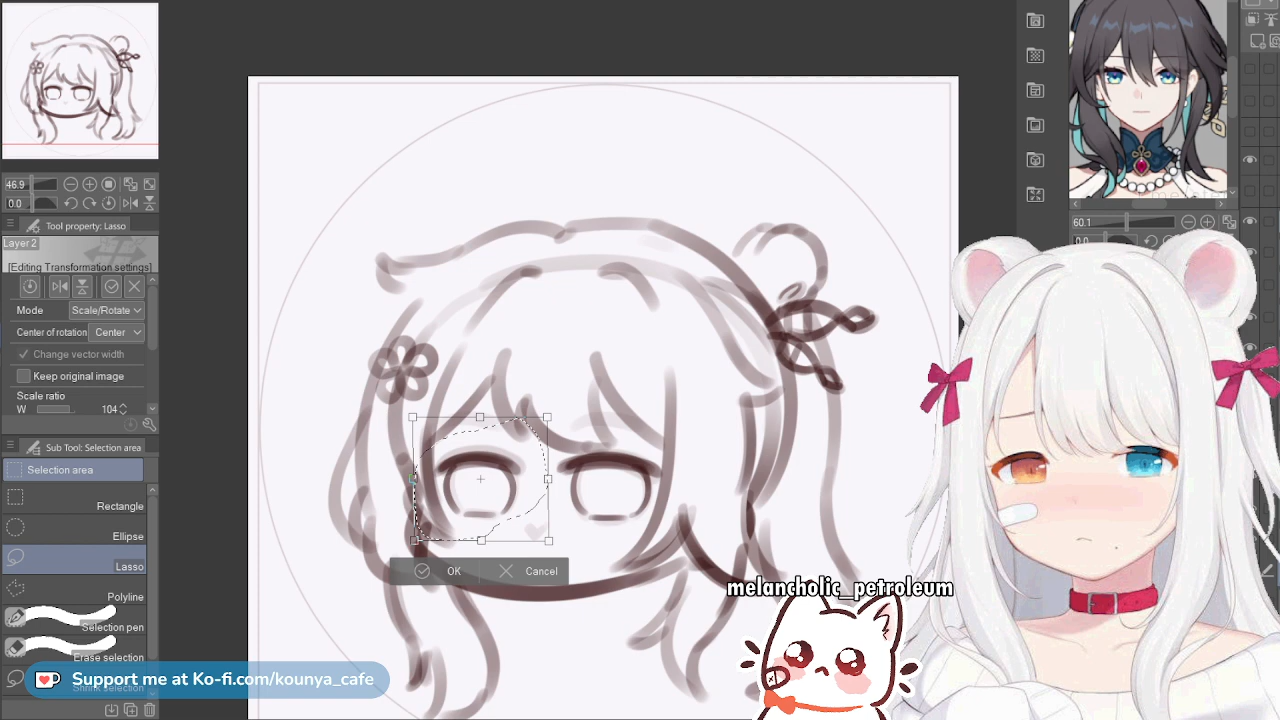 46.9
0.0
Tool property: Lasso
Layer 2
[Editing Transformation settings]
Mode
Scale/Rotate
Center of rotation
Center
Change vector width
Keep original image
Scale ratio
W
104
Sub Tool: Selection area
Selection area
Rectangle
Ellipse
Lasso
Polyline
Selection pen
Erase selection
Shrink selection
Support me at Ko-fi.com/kounya_cafe
OK
Cancel
60.1
0.0
melancholic_petroleum